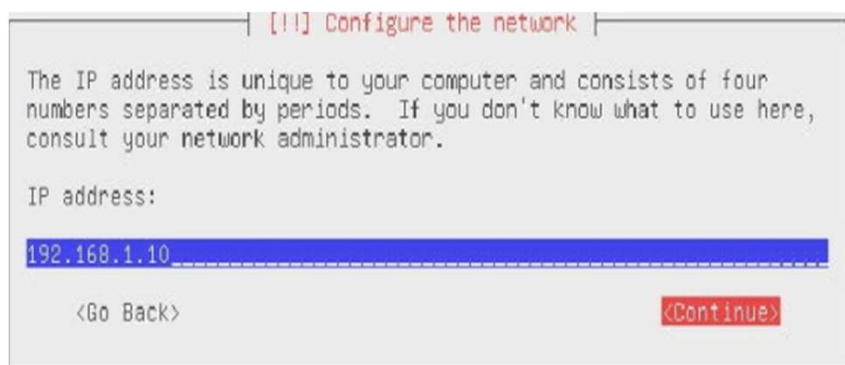 [!!] Configure the network
The IP address is unique to your computer and consists of four
numbers separated by periods.  If you don't know what to use here,
consult your network administrator.
IP address:
192.168.1.10
<Go Back> <Continue>